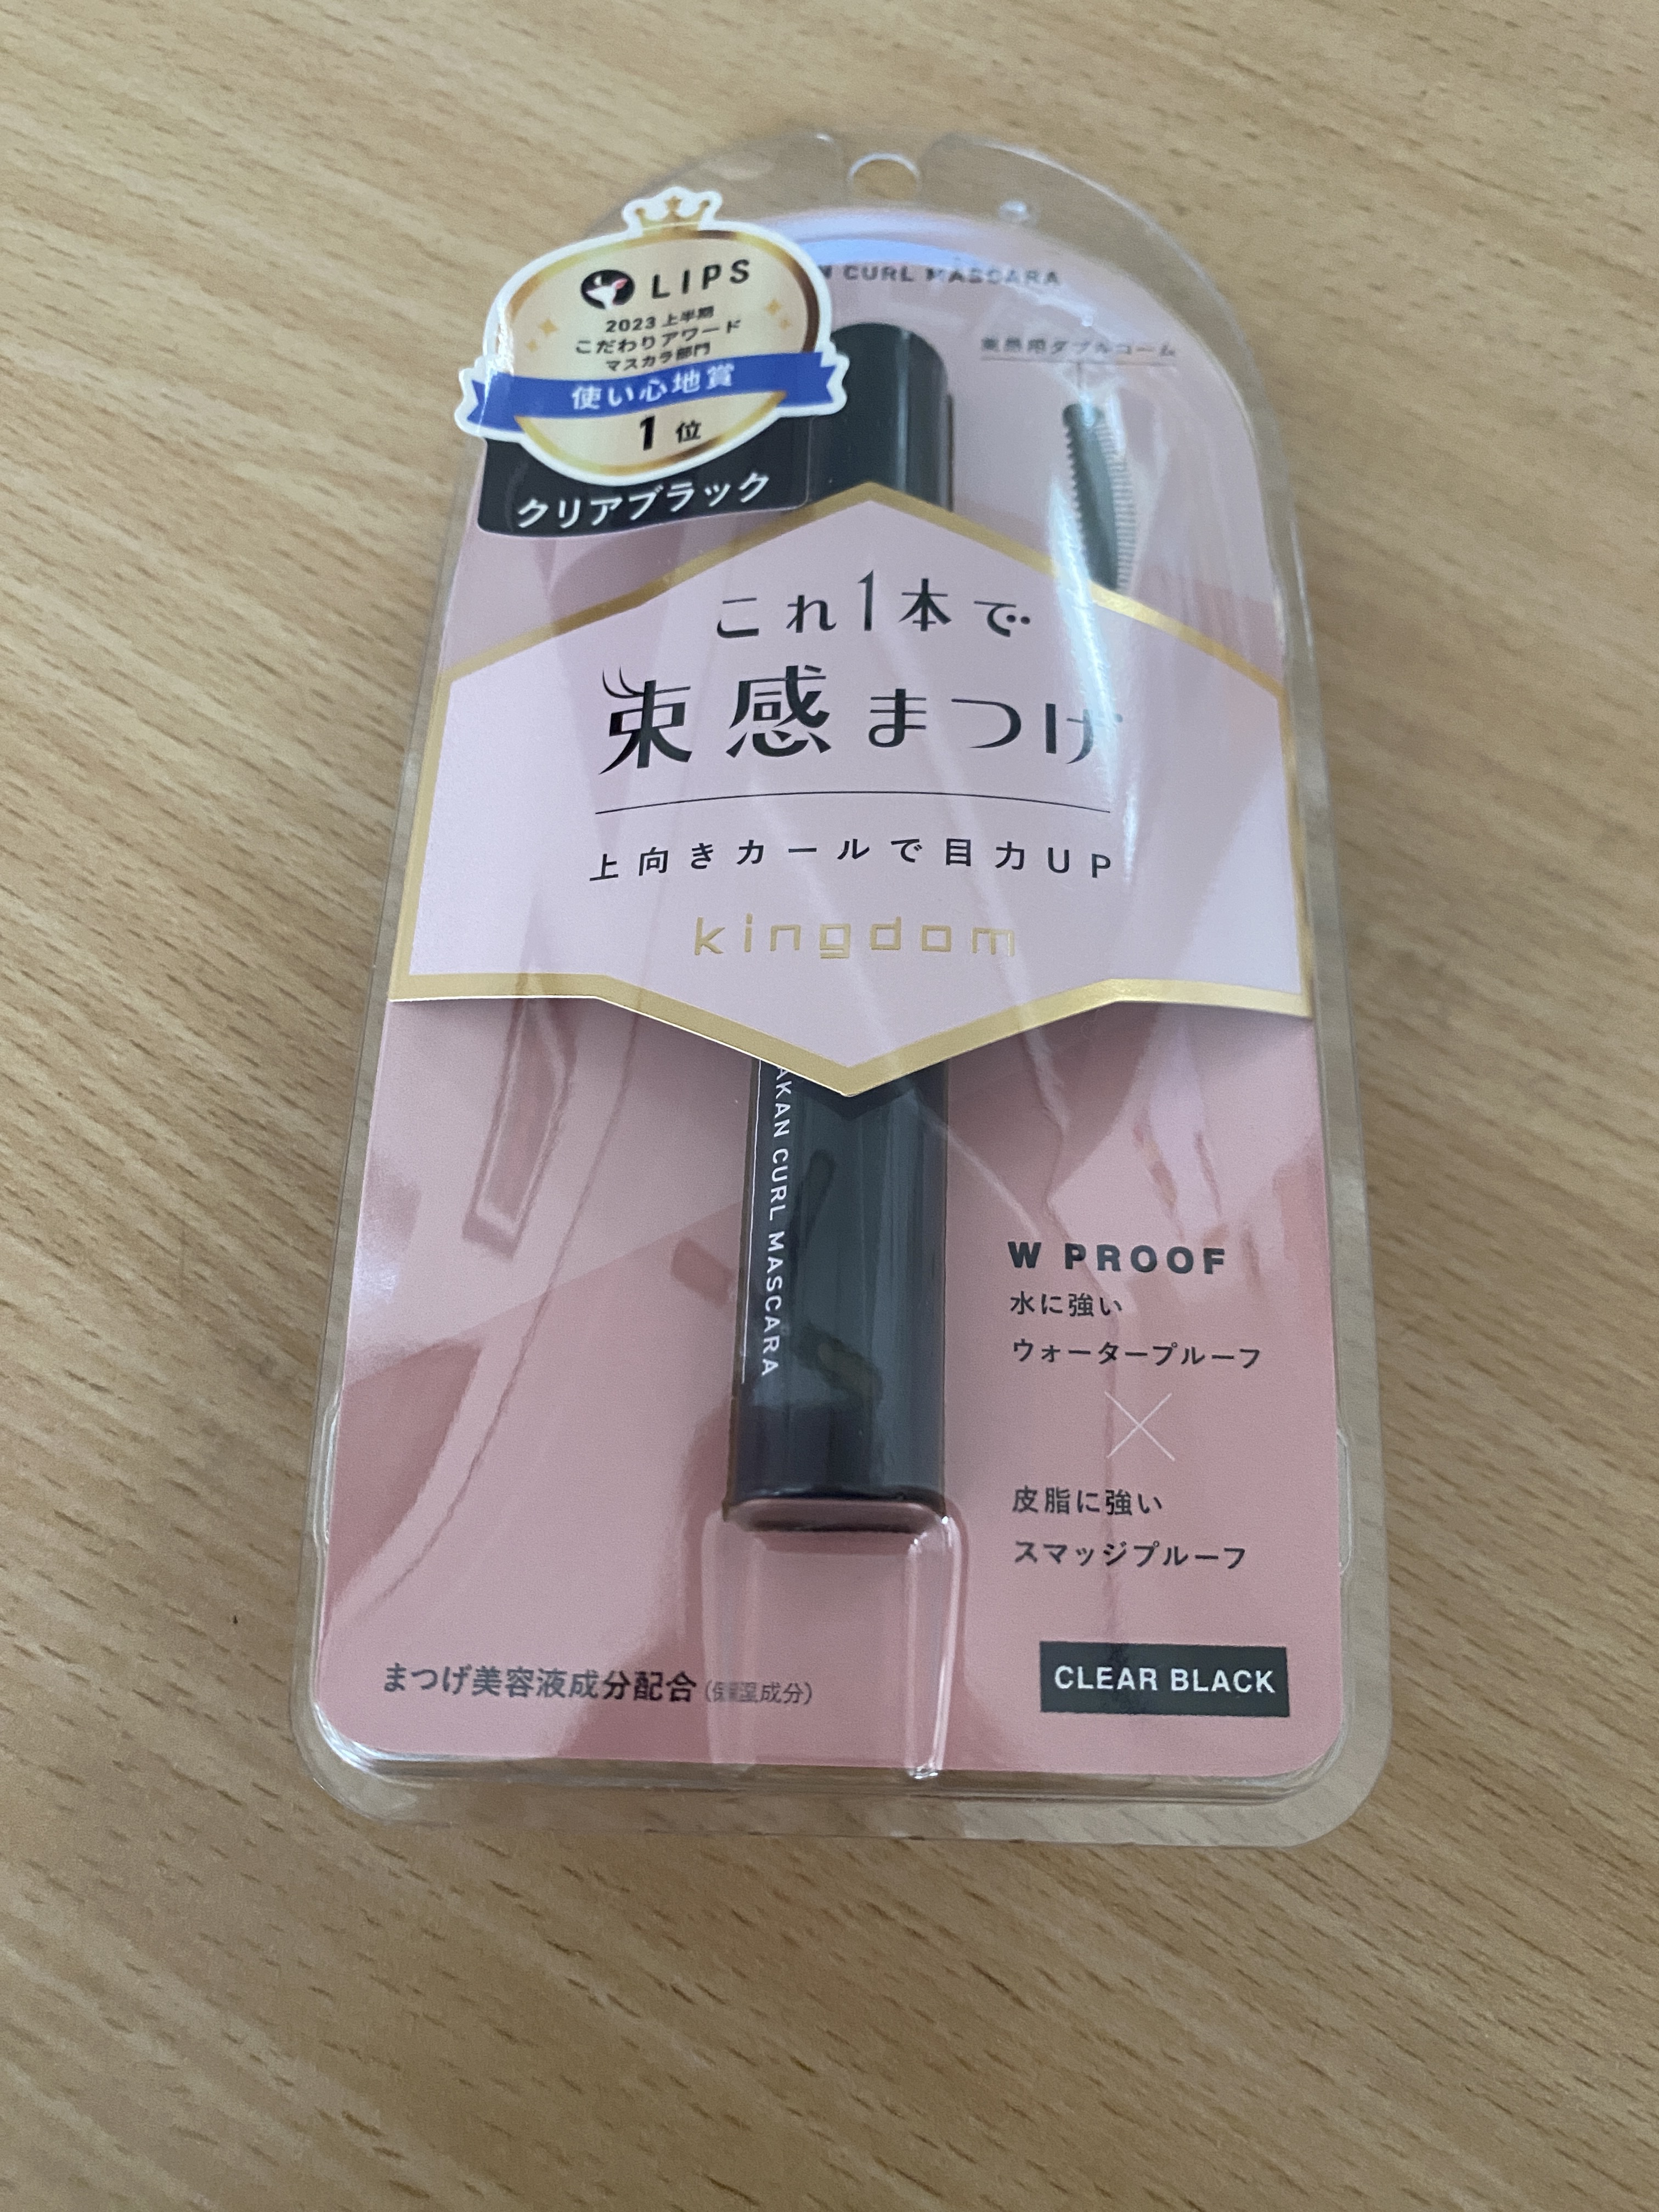 LIPS
2023 上半期
こだわりアワード
マスカラ部門
使い心地賞
1 位
クリアブラック
CURL MASCARA
束感用ダブルコーム
これ1本で
束感まつげ
上向きカールで目力UP
kingdom
AKAN CURL MASCARA
W PROOF
水に強い
ウォータープルーフ
×
皮脂に強い
スマッジプルーフ
まつげ美容液成分配合(保湿成分)
CLEAR BLACK